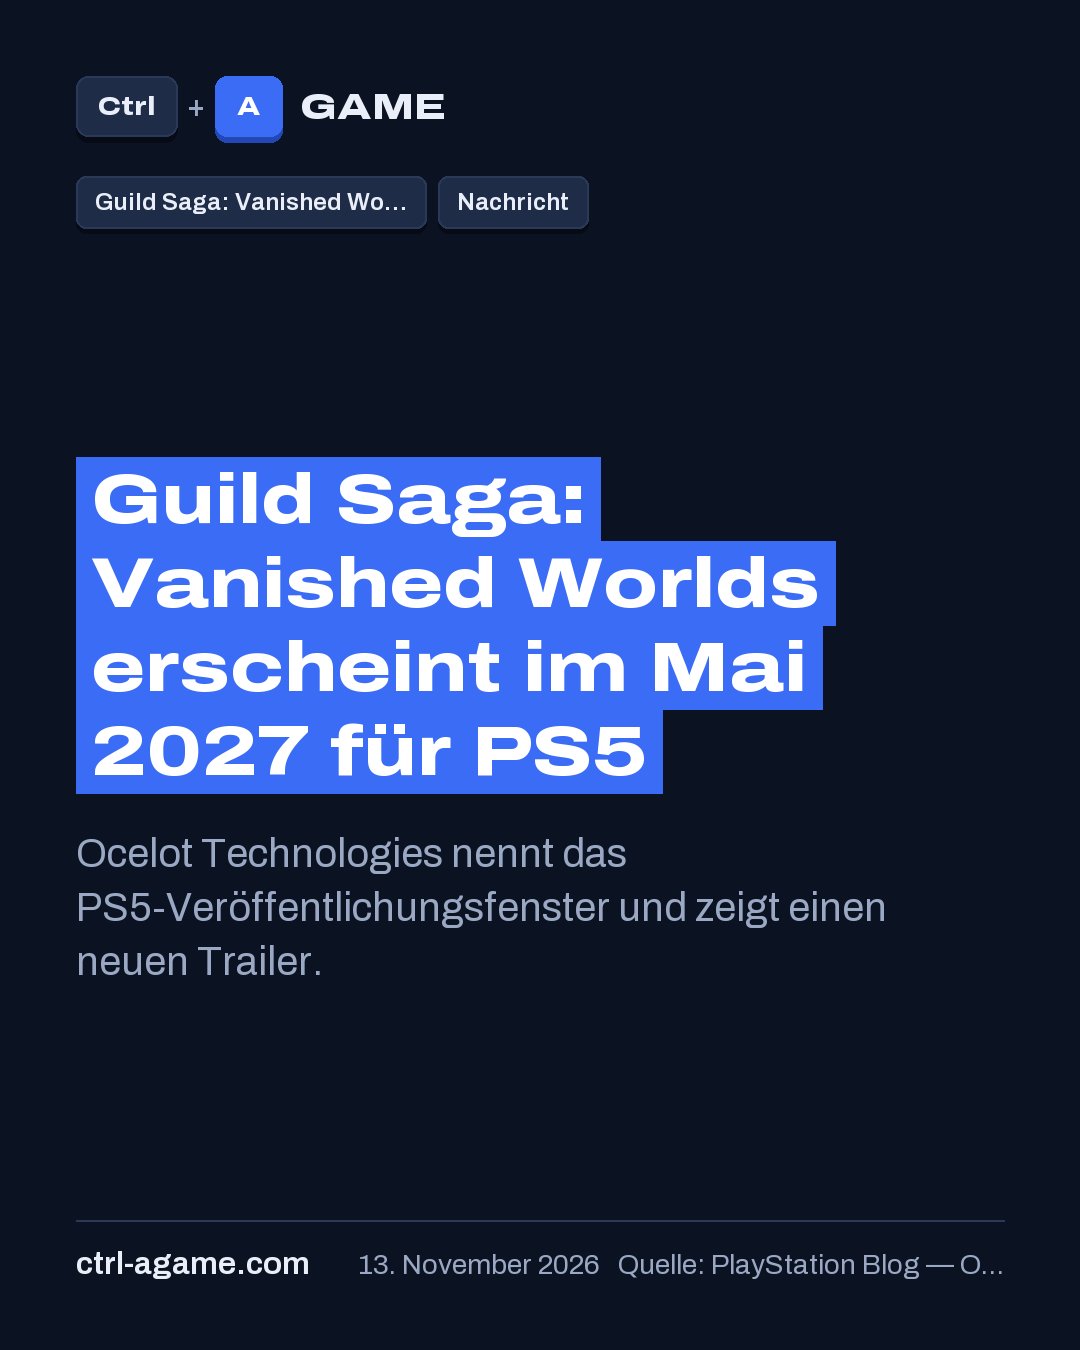 Ctrl + A GAME
Guild Saga: Vanished Wo… Nachricht
Guild Saga:
Vanished Worlds
erscheint im Mai
2027 für PS5
Ocelot Technologies nennt das
PS5-Veröffentlichungsfenster und zeigt einen
neuen Trailer.
ctrl-agame.com 13. November 2026 Quelle: PlayStation Blog — O…